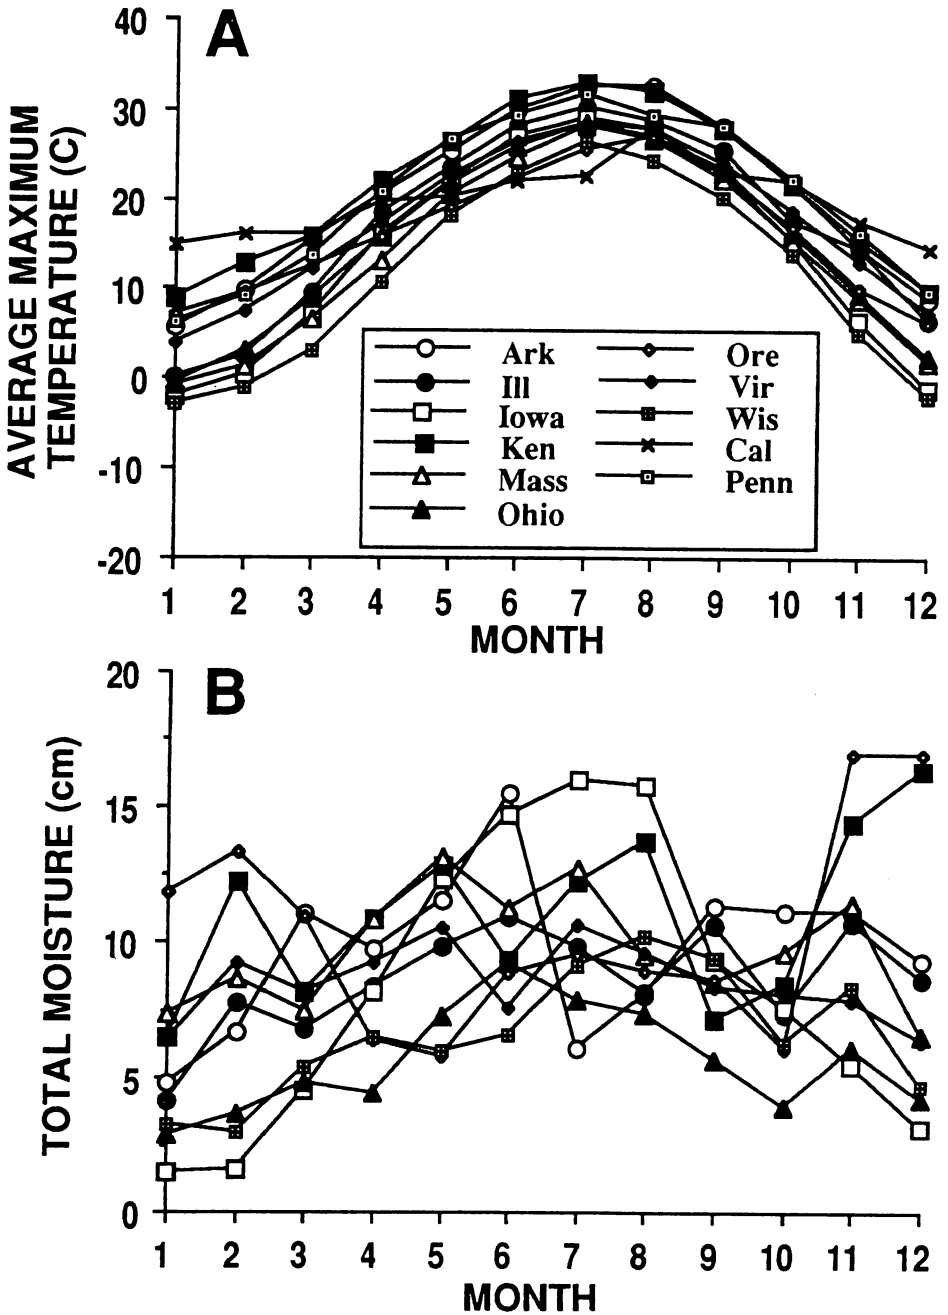 A
AVERAGE MAXIMUM
TEMPERATURE (C)
40
30
20
10
0
-10
-20
Ark
Ill
Iowa
Ken
Mass
Ohio
Ore
Vir
Wis
Cal
Penn
1 2 3 4 5 6 7 8 9 10 11 12
MONTH
B
TOTAL MOISTURE (cm)
20
15
10
5
0
1 2 3 4 5 6 7 8 9 10 11 12
MONTH